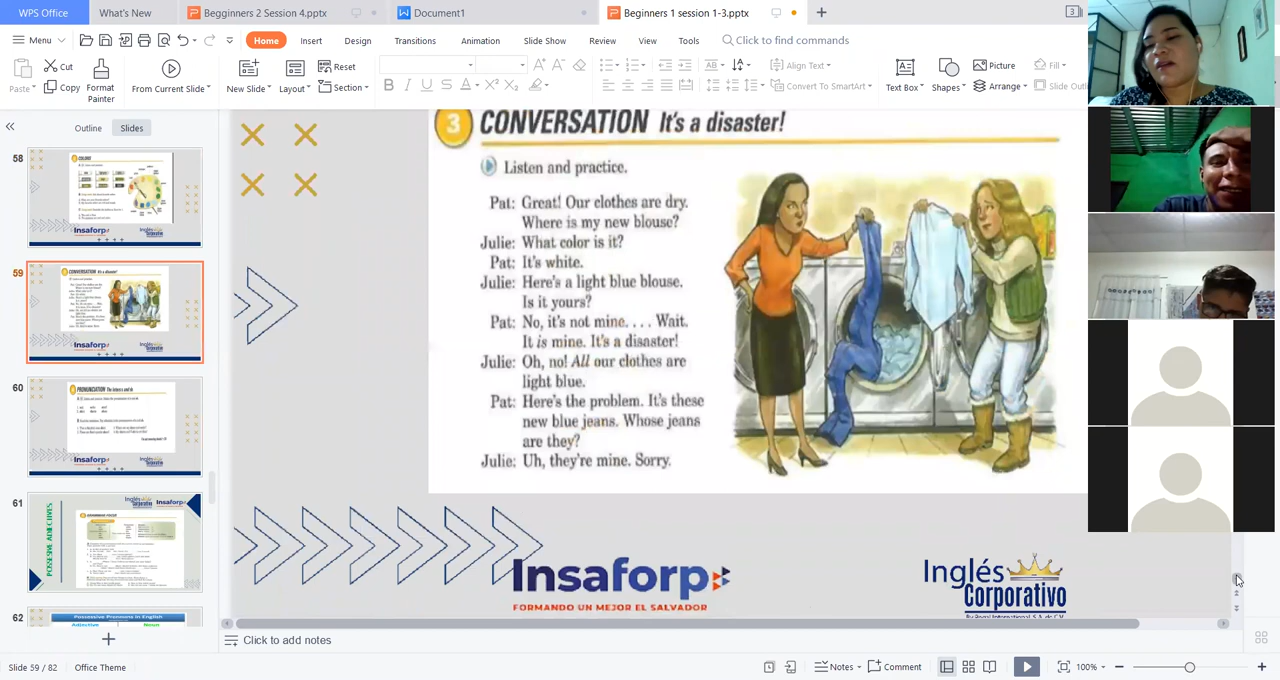 WPS Office
What's New
Begginners 2 Session 4.pptx
Document1
Beginners 1 session 1-3.pptx
3
Menu
Home
Insert
Design
Transitions
Animation
Slide Show
Review
View
Tools
Click to find commands
Paste
Cut
Copy
Format
Painter
From Current Slide
New Slide
Layout
Reset
Section
Align Text
Convert To SmartArt
Text Box
Shapes
Picture
Arrange
Fill
Outline
Slides
58
59
60
61
62
3 CONVERSATION It's a disaster!
Listen and practice.
Pat: Great! Our clothes are dry.
Where is my new blouse?
Julie: What color is it?
Pat: It's white.
Julie: Here's a light blue blouse.
Is it yours?
Pat: No, it's not mine. . . . Wait.
It is mine. It's a disaster!
Julie: Oh, no! All our clothes are
light blue.
Pat: Here's the problem. It's these
new blue jeans. Whose jeans
are they?
Julie: Uh, they're mine. Sorry.
Insaforp
FORMANDO UN MEJOR EL SALVADOR
Inglés
Corporativo
Click to add notes
Slide 59 / 82
Office Theme
Notes
Comment
100%